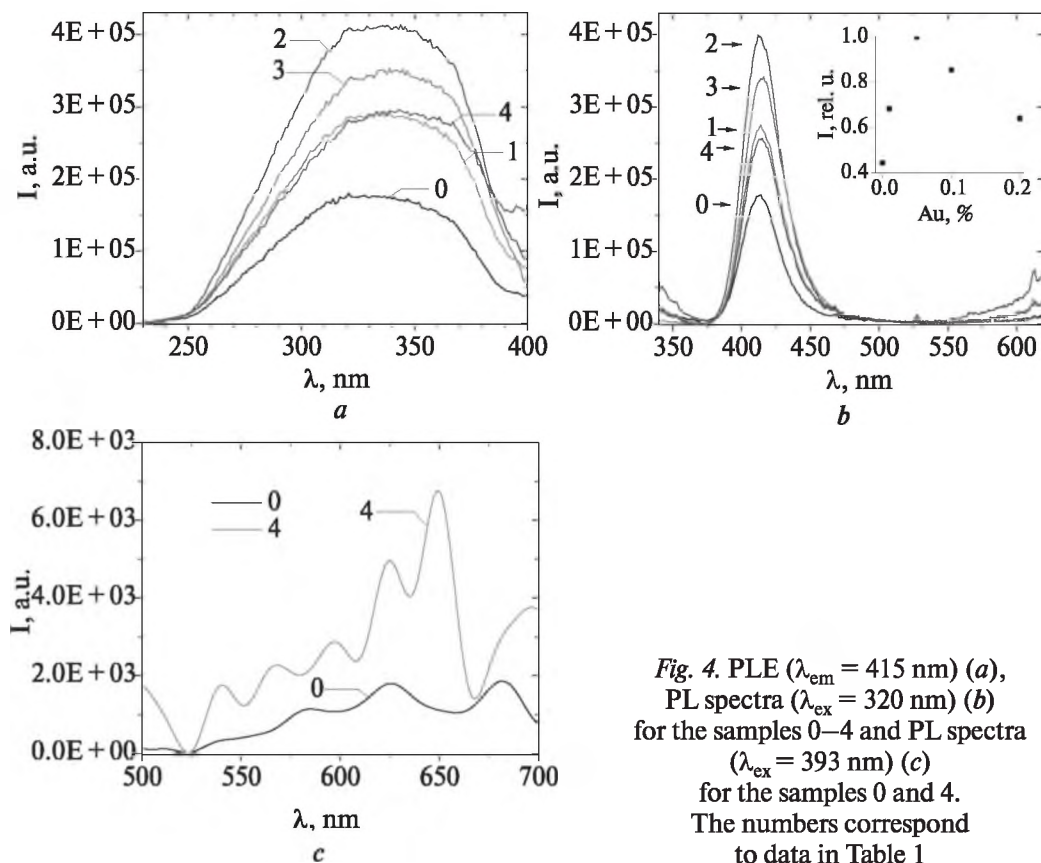 4E + 05
3E + 05
2E + 05
1E + 05
0E + 00
I, a.u.
2
3
4
1
0
250 300 350 400
λ, nm
a
4E + 05
3E + 05
2E + 05
1E + 05
0E + 00
I, a.u.
2
3
1
4
0
350 400 450 500 550 600
λ, nm
b
1.0
0.8
0.6
0.4
I, rel. u.
0.0 0.1 0.2
Au, %
8.0E + 03
6.0E + 03
4.0E + 03
2.0E + 03
0.0E + 00
I, a.u.
0
4
4
0
500 550 600 650 700
λ, nm
c
Fig. 4. PLE (λem = 415 nm) (a),
PL spectra (λex = 320 nm) (b)
for the samples 0–4 and PL spectra
(λex = 393 nm) (c)
for the samples 0 and 4.
The numbers correspond
to data in Table 1